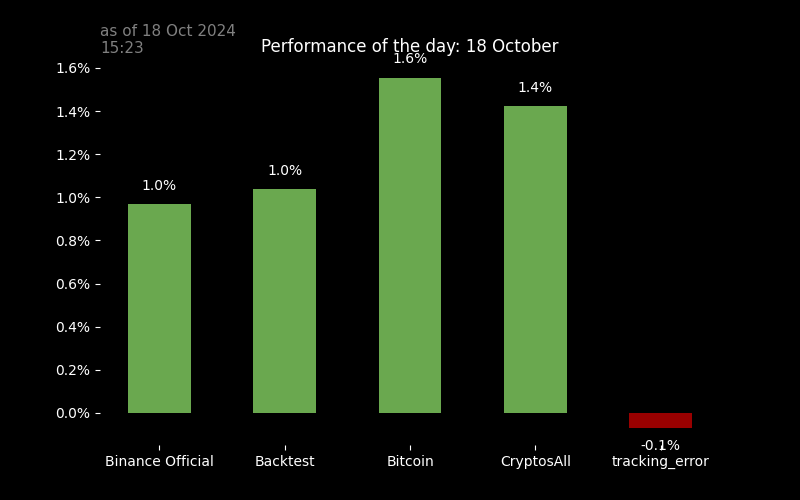 as of 18 Oct 2024
15:23
Performance of the day: 18 October
1.6%
1.4%
1.2%
1.0%
0.8%
0.6%
0.4%
0.2%
0.0%
1.0%
1.0%
1.6%
1.4%
-0.1%
Binance Official
Backtest
Bitcoin
CryptosAll
tracking_error